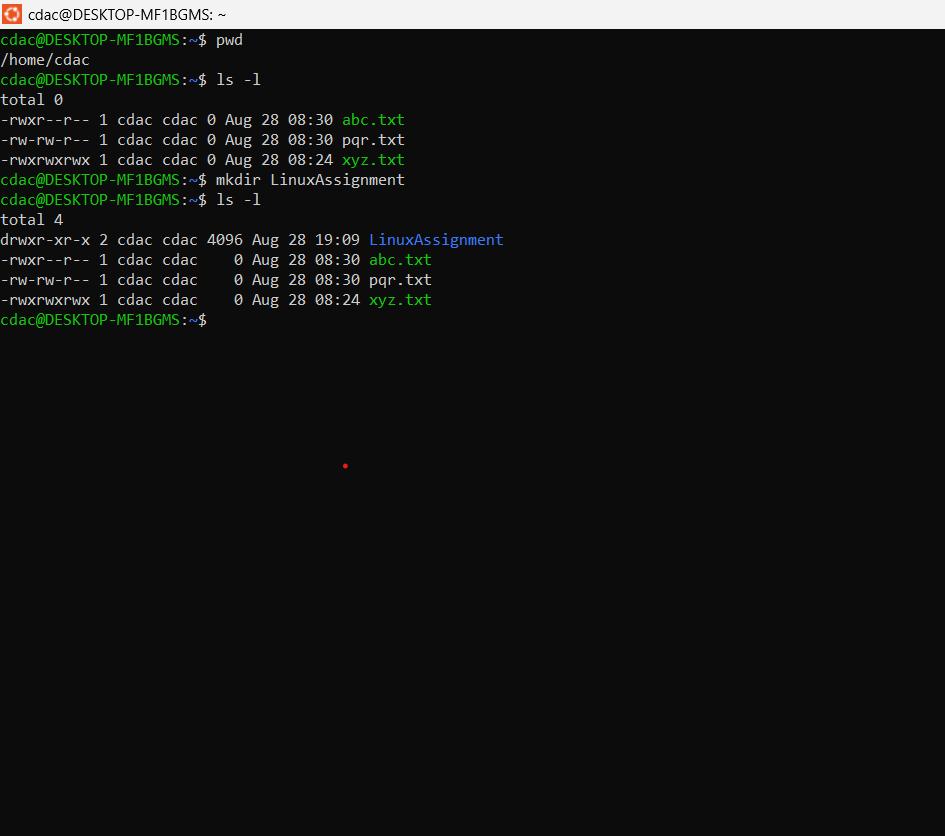 cdac@DESKTOP-MF1BGMS: ~
cdac@DESKTOP-MF1BGMS:~$ pwd
/home/cdac
cdac@DESKTOP-MF1BGMS:~$ ls -l
total 0
-rwxr--r-- 1 cdac cdac 0 Aug 28 08:30 abc.txt
-rw-rw-r-- 1 cdac cdac 0 Aug 28 08:30 pqr.txt
-rwxrwxrwx 1 cdac cdac 0 Aug 28 08:24 xyz.txt
cdac@DESKTOP-MF1BGMS:~$ mkdir LinuxAssignment
cdac@DESKTOP-MF1BGMS:~$ ls -l
total 4
drwxr-xr-x 2 cdac cdac 4096 Aug 28 19:09 LinuxAssignment
-rwxr--r-- 1 cdac cdac    0 Aug 28 08:30 abc.txt
-rw-rw-r-- 1 cdac cdac    0 Aug 28 08:30 pqr.txt
-rwxrwxrwx 1 cdac cdac    0 Aug 28 08:24 xyz.txt
cdac@DESKTOP-MF1BGMS:~$